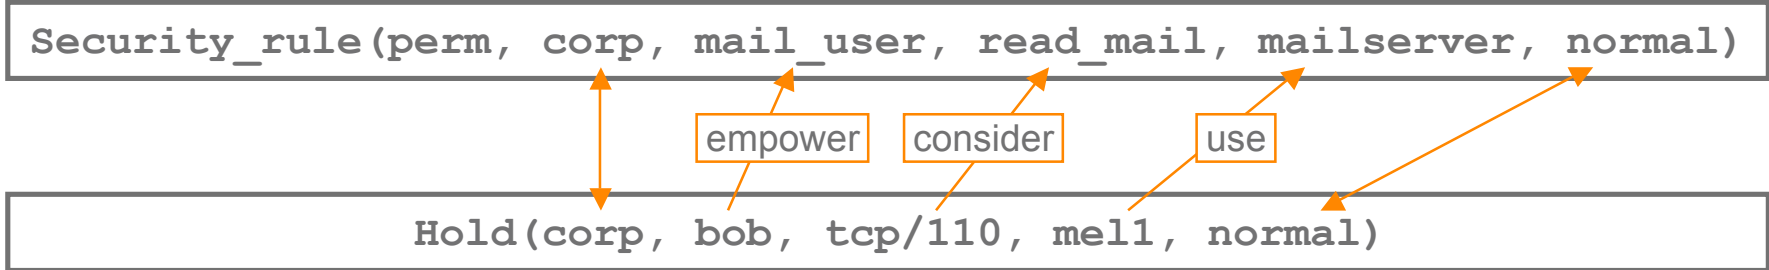 Security_rule(perm, corp, mail_user, read_mail, mailserver, normal)
empower consider use
Hold(corp, bob, tcp/110, mel1, normal)